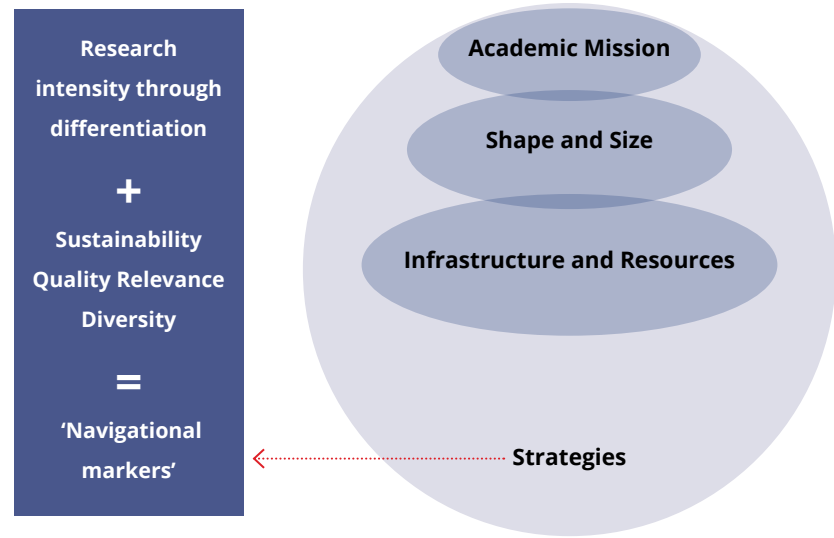 Research
intensity through
differentiation
+
Sustainability
Quality Relevance
Diversity
=
‘Navigational
markers’
Academic Mission
Shape and Size
Infrastructure and Resources
Strategies